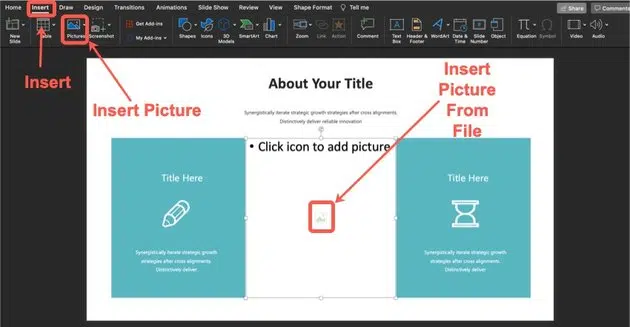 Home Insert Draw Design Transitions Animations Slide Show Review View Acrobat Shape Format Tell me Share Comments
New Slide Table Pictures Screenshot Get Add-ins My Add-ins Shapes Icons 3D Models SmartArt Chart Zoom Link Action Comment Text Box Header & Footer WordArt Date & Time Slide Number Object Equation Symbol Video Audio
Insert
Insert Picture
Insert
Picture
From
File
About Your Title
Synergistically iterate strategic growth strategies after cross alignments.
Distinctively deliver reliable innovation
• Click icon to add picture
Title Here
Synergistically iterate strategic growth
strategies after cross alignments.
Distinctively deliver
Title Here
Synergistically iterate strategic growth
strategies after cross alignments.
Distinctively deliver